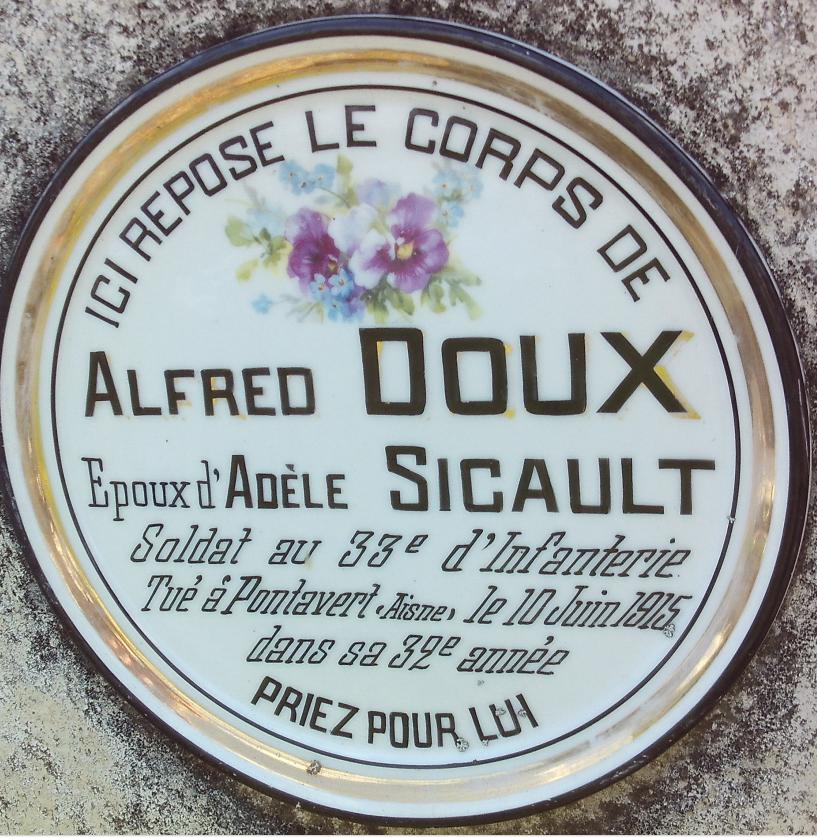 ICI REPOSE LE CORPS DE
ALFRED DOUX
Epoux d'ADÈLE SICAULT
Soldat au 33e d'Infanterie
Tué à Pontavert (Aisne) le 10 Juin 1915
dans sa 32e année
PRIEZ POUR LUI